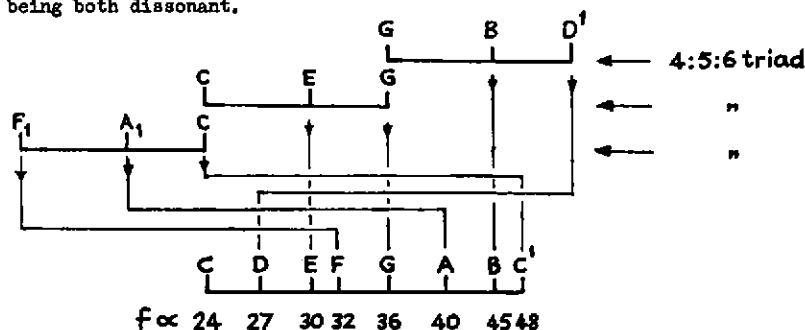 being both dissonant.
G B D¹
4:5:6 triad
C E G
"
F₁ A₁ C
"
C D E F G A B C¹
f ∝ 24 27 30 32 36 40 45 48